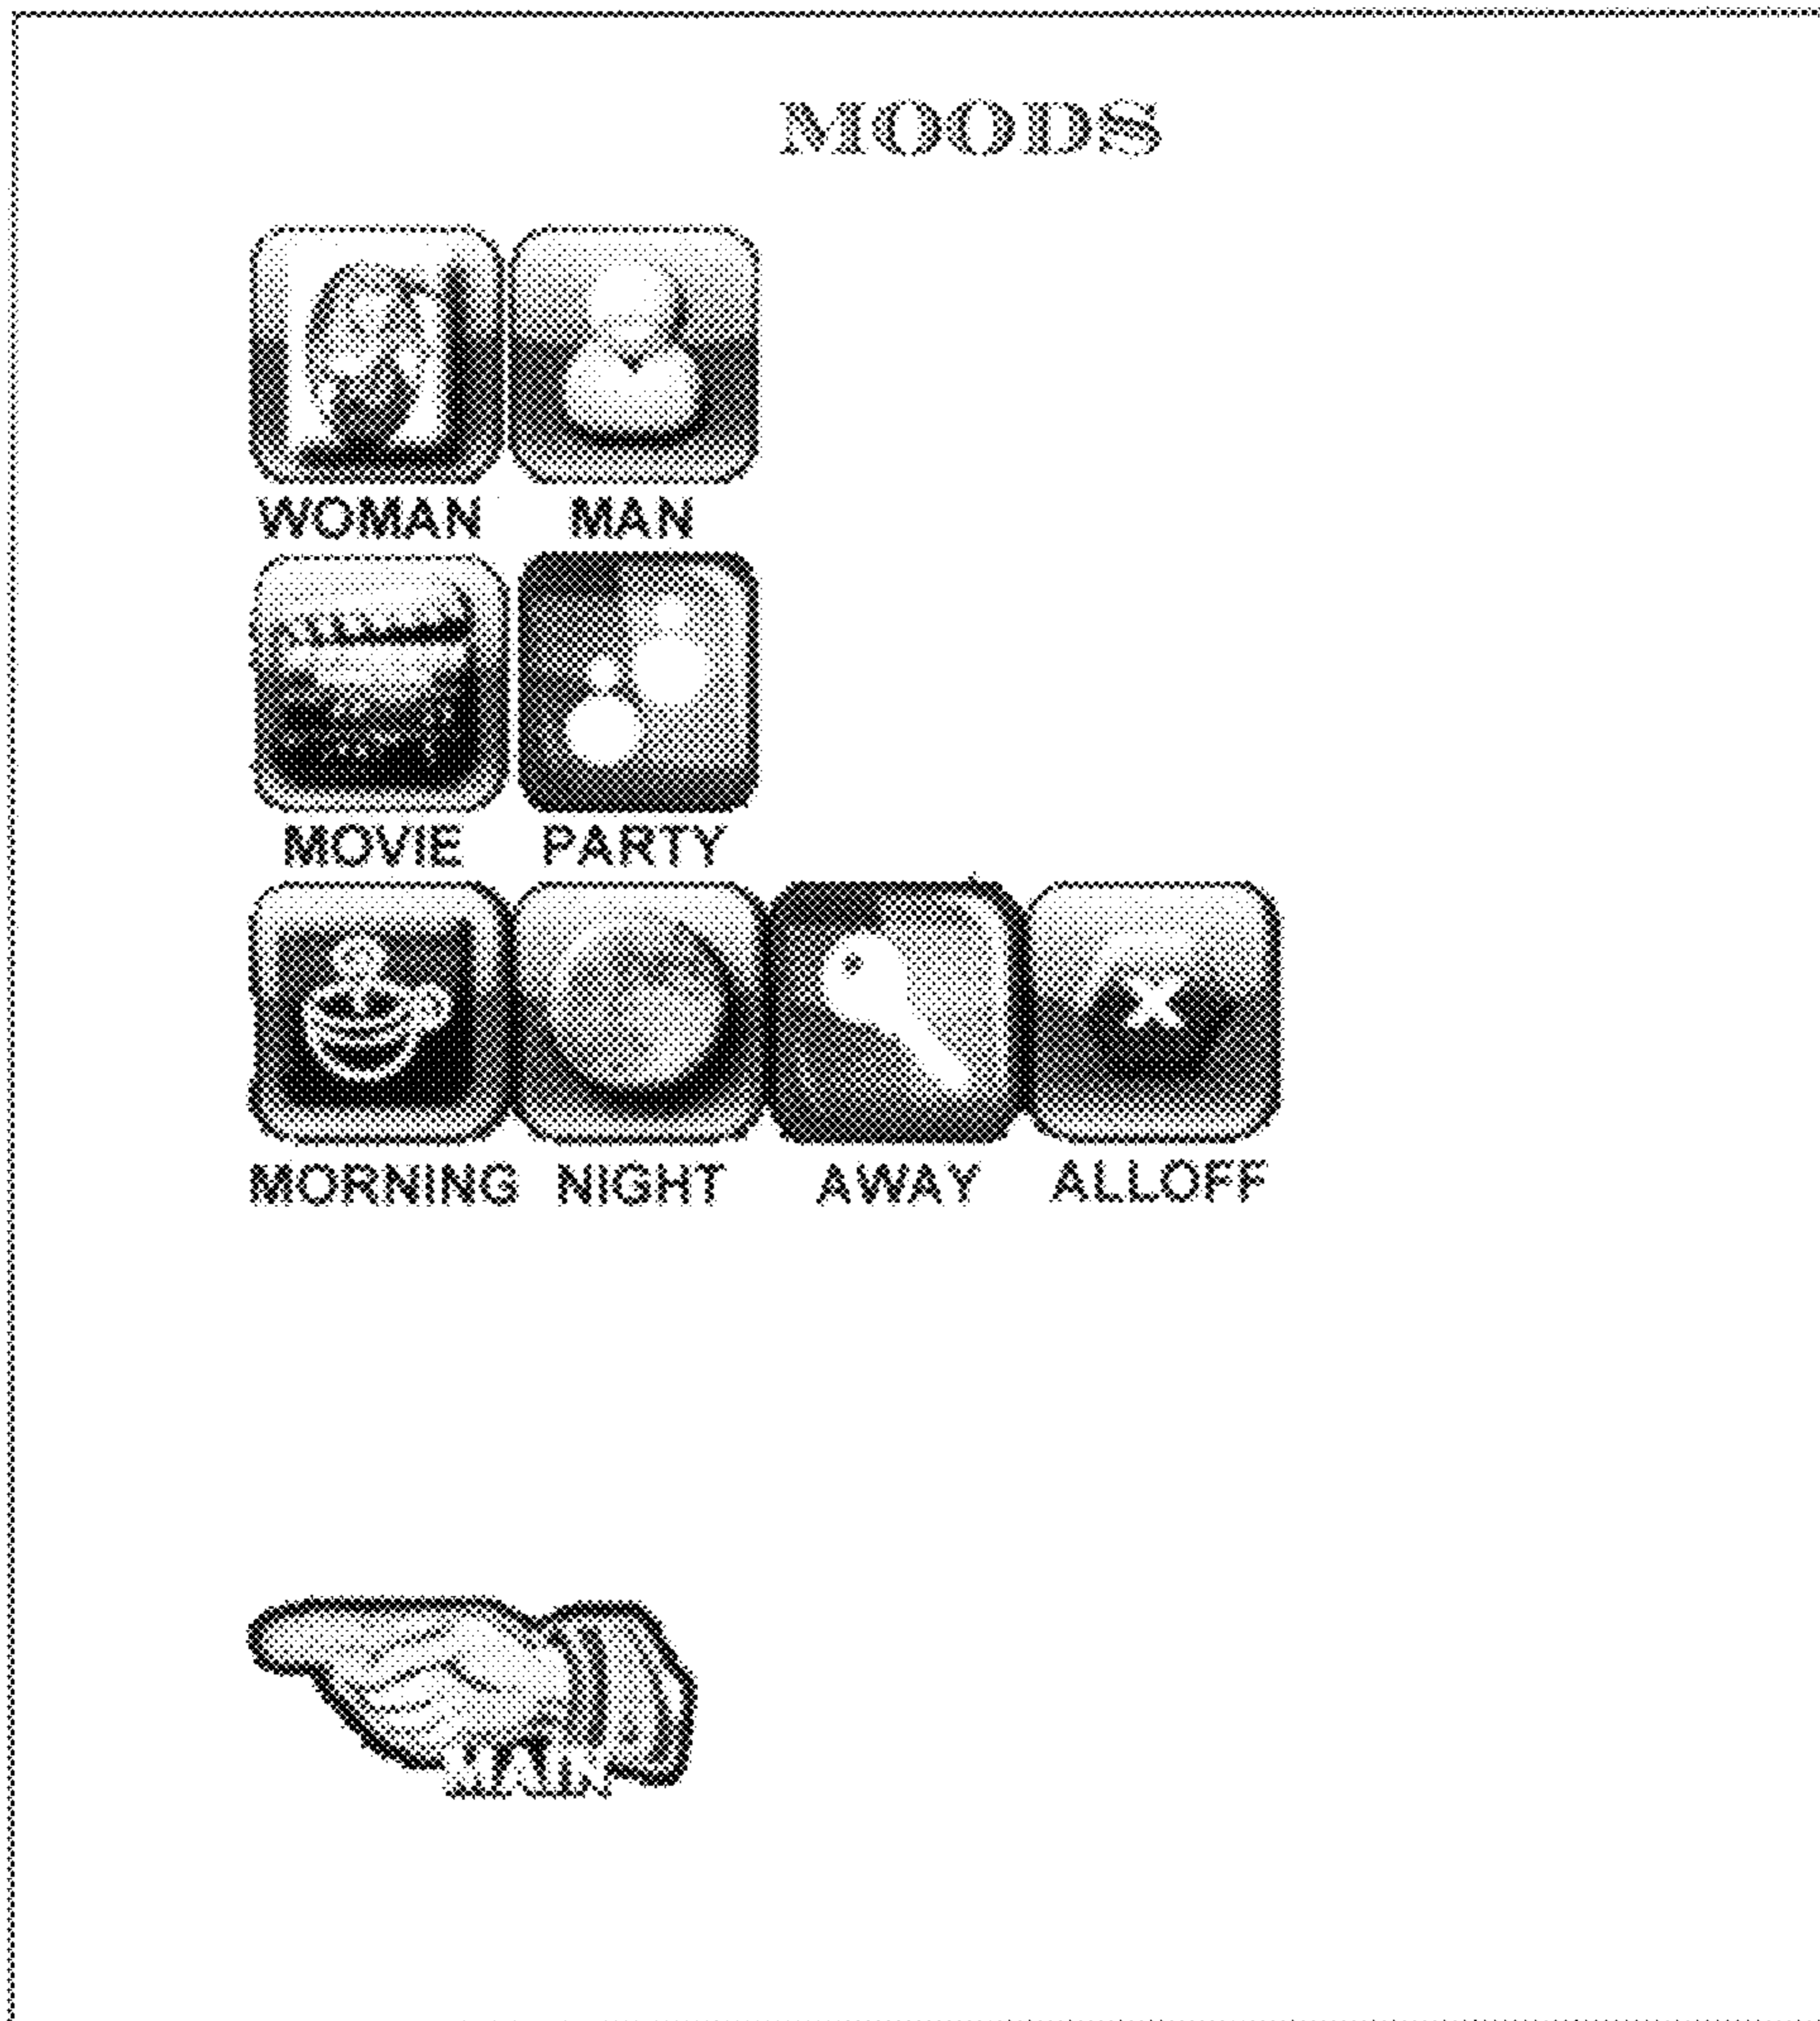 MOODS
WOMAN MAN
MOVIE PARTY
MORNING NIGHT AWAY ALLOFF
MAIN